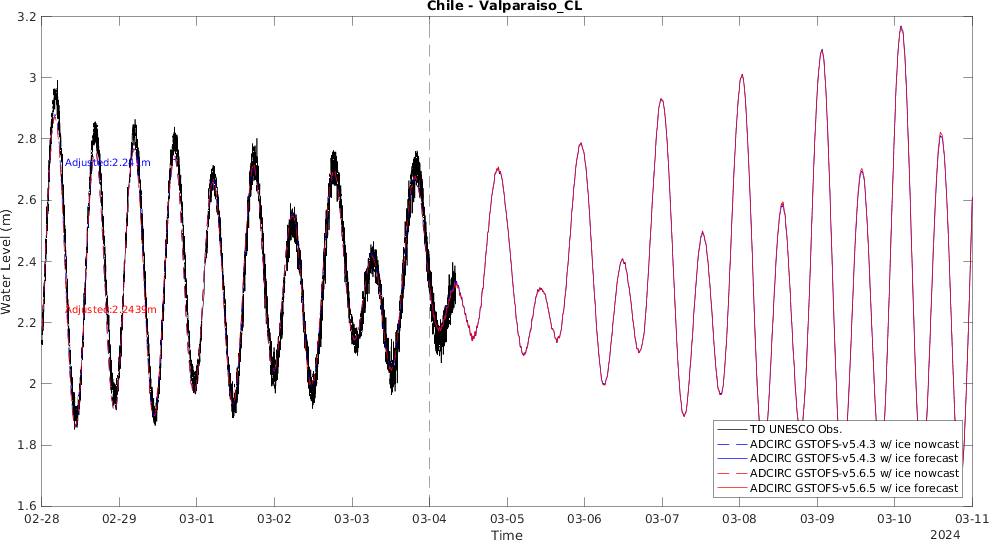 Chile - Valparaiso_CL
Water Level (m)
3.2
3
2.8
2.6
2.4
2.2
2
1.8
1.6
Adjusted:2.241m
Adjusted:2.2439m
TD UNESCO Obs.
ADCIRC GSTOFS-v5.4.3 w/ ice nowcast
ADCIRC GSTOFS-v5.4.3 w/ ice forecast
ADCIRC GSTOFS-v5.6.5 w/ ice nowcast
ADCIRC GSTOFS-v5.6.5 w/ ice forecast
02-28 02-29 03-01 03-02 03-03 03-04 03-05 03-06 03-07 03-08 03-09 03-10 03-11
Time
2024